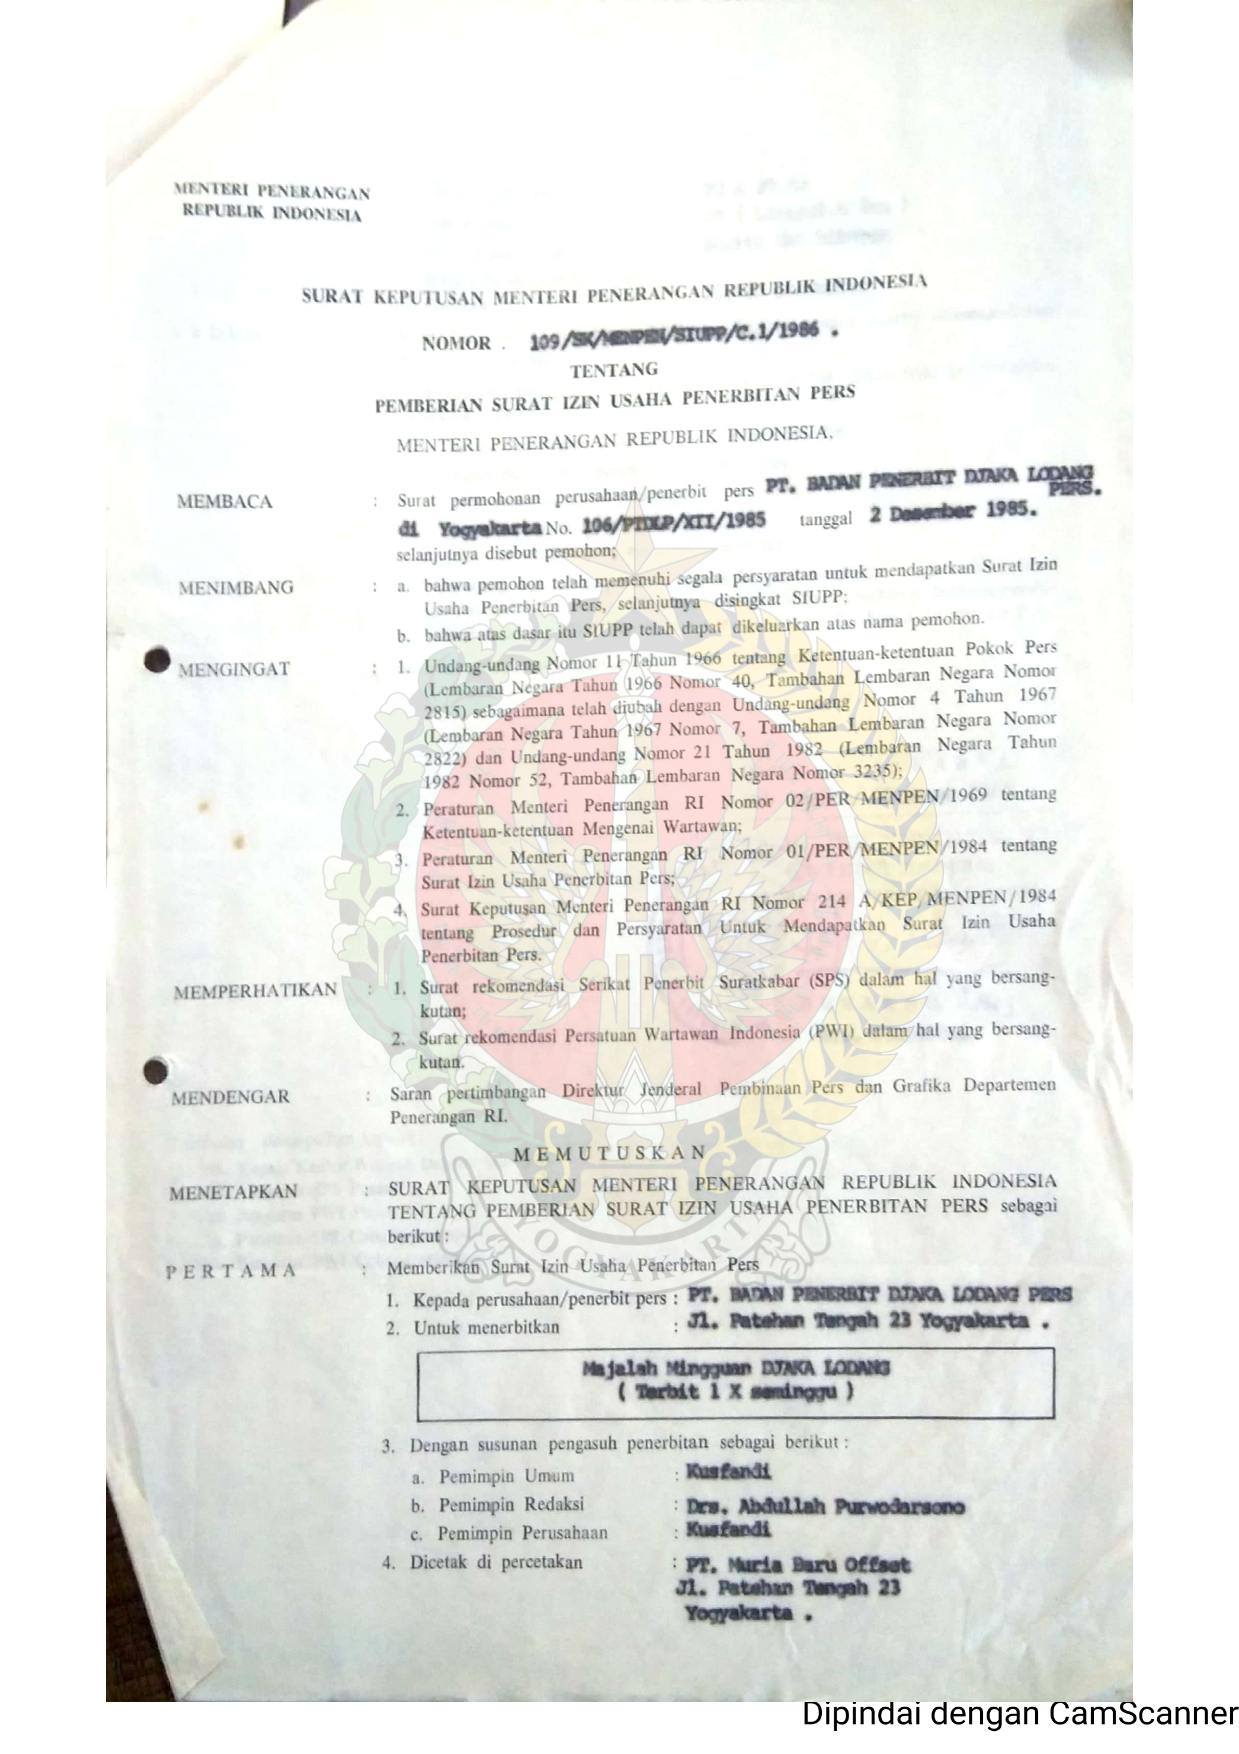 MENTERI PENERANGAN
REPUBLIK INDONESIA
SURAT KEPUTUSAN MENTERI PENERANGAN REPUBLIK INDONESIA
NOMOR . 109/SK/MENPEN/SIUPP/C.1/1986 .
TENTANG
PEMBERIAN SURAT IZIN USAHA PENERBITAN PERS
MENTERI PENERANGAN REPUBLIK INDONESIA,
MEMBACA : Surat permohonan perusahaan/penerbit pers PT. BADAN PENERBIT DJAKA LODANG
PERS.
di Yogyakarta No. 106/PTDLP/XII/1985 tanggal 2 Desember 1985.
selanjutnya disebut pemohon;
MENIMBANG : a. bahwa pemohon telah memenuhi segala persyaratan untuk mendapatkan Surat Izin
Usaha Penerbitan Pers, selanjutnya disingkat SIUPP;
b. bahwa atas dasar itu SIUPP telah dapat dikeluarkan atas nama pemohon.
MENGINGAT : 1. Undang-undang Nomor 11 Tahun 1966 tentang Ketentuan-ketentuan Pokok Pers
(Lembaran Negara Tahun 1966 Nomor 40, Tambahan Lembaran Negara Nomor
2815) sebagaimana telah diubah dengan Undang-undang Nomor 4 Tahun 1967
(Lembaran Negara Tahun 1967 Nomor 7, Tambahan Lembaran Negara Nomor
2822) dan Undang-undang Nomor 21 Tahun 1982 (Lembaran Negara Tahun
1982 Nomor 52, Tambahan Lembaran Negara Nomor 3235);
2. Peraturan Menteri Penerangan RI Nomor 02/PER/MENPEN/1969 tentang
Ketentuan-ketentuan Mengenai Wartawan;
3. Peraturan Menteri Penerangan RI Nomor 01/PER/MENPEN/1984 tentang
Surat Izin Usaha Penerbitan Pers;
4. Surat Keputusan Menteri Penerangan RI Nomor 214 A/KEP/MENPEN/1984
tentang Prosedur dan Persyaratan Untuk Mendapatkan Surat Izin Usaha
Penerbitan Pers.
MEMPERHATIKAN : 1. Surat rekomendasi Serikat Penerbit Suratkabar (SPS) dalam hal yang bersang-
kutan;
2. Surat rekomendasi Persatuan Wartawan Indonesia (PWI) dalam hal yang bersang-
kutan.
MENDENGAR : Saran pertimbangan Direktur Jenderal Pembinaan Pers dan Grafika Departemen
Penerangan RI.
MEMUTUSKAN
MENETAPKAN : SURAT KEPUTUSAN MENTERI PENERANGAN REPUBLIK INDONESIA
TENTANG PEMBERIAN SURAT IZIN USAHA PENERBITAN PERS sebagai
berikut :
YOGYAKARTA
PERTAMA : Memberikan Surat Izin Usaha Penerbitan Pers
1. Kepada perusahaan/penerbit pers : PT. BADAN PENERBIT DJAKA LODANG PERS
2. Untuk menerbitkan : Jl. Patehan Tengah 23 Yogyakarta .
Majalah Mingguan DJAKA LODANG
( Terbit 1 X seminggu )
3. Dengan susunan pengasuh penerbitan sebagai berikut :
a. Pemimpin Umum : Kusfandi
b. Pemimpin Redaksi : Drs. Abdullah Purwodarsono
c. Pemimpin Perusahaan : Kusfandi
4. Dicetak di percetakan : PT. Muria Baru Offset
Jl. Patehan Tengah 23
Yogyakarta .
Dipindai dengan CamScanner